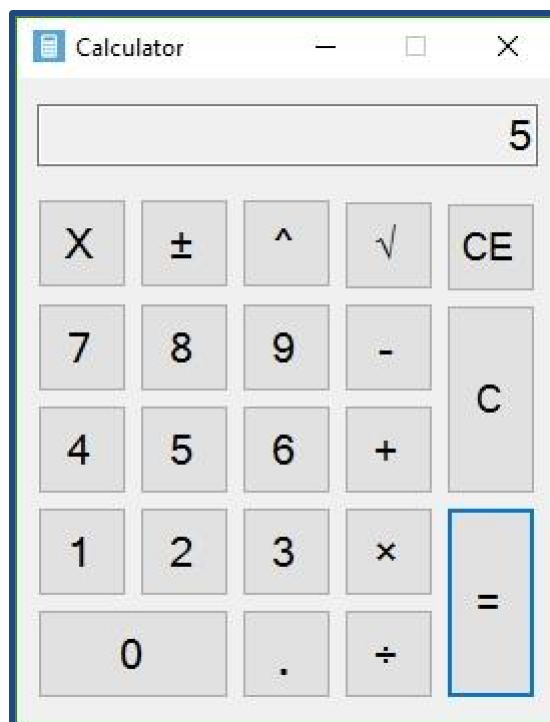 Calculator
5
X ± ^ √ CE
7 8 9 - C
4 5 6 +
1 2 3 × =
0 . ÷